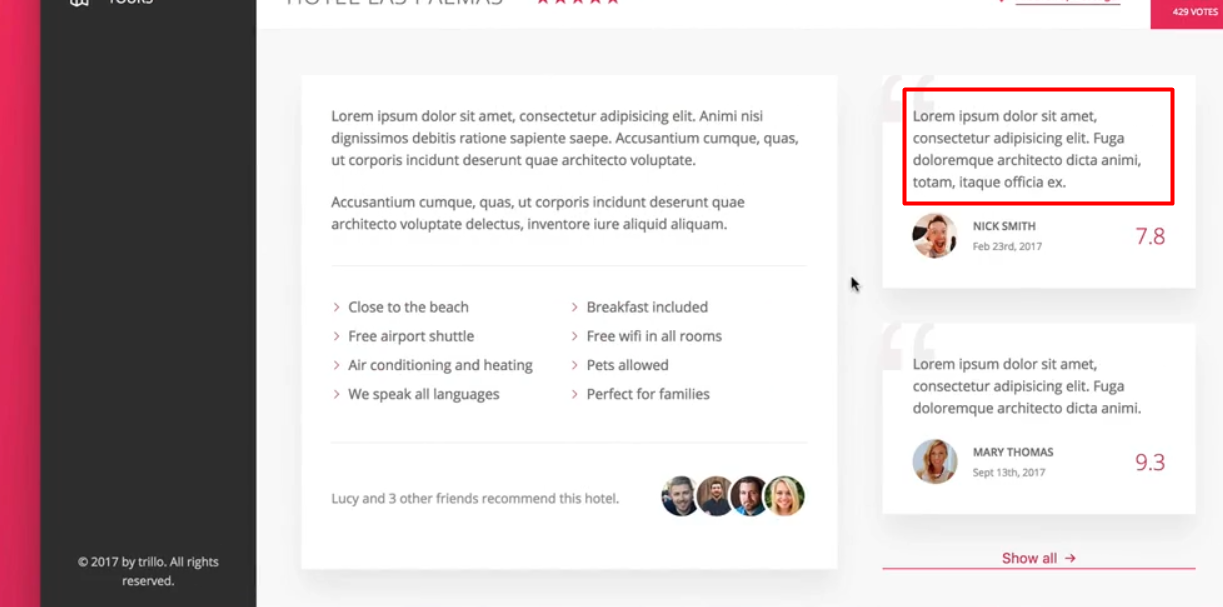 TOURS
HOTEL LAS PALMAS
429 VOTES
Lorem ipsum dolor sit amet, consectetur adipisicing elit. Animi nisi
dignissimos debitis ratione sapiente saepe. Accusantium cumque, quas,
ut corporis incidunt deserunt quae architecto voluptate.
Accusantium cumque, quas, ut corporis incidunt deserunt quae
architecto voluptate delectus, inventore iure aliquid aliquam.
Close to the beach
Breakfast included
Free airport shuttle
Free wifi in all rooms
Air conditioning and heating
Pets allowed
We speak all languages
Perfect for families
Lucy and 3 other friends recommend this hotel.
“
Lorem ipsum dolor sit amet,
consectetur adipisicing elit. Fuga
doloremque architecto dicta animi,
totam, itaque officia ex.
NICK SMITH
Feb 23rd, 2017
7.8
“
Lorem ipsum dolor sit amet,
consectetur adipisicing elit. Fuga
doloremque architecto dicta animi.
MARY THOMAS
Sept 13th, 2017
9.3
Show all →
© 2017 by trillo. All rights
reserved.